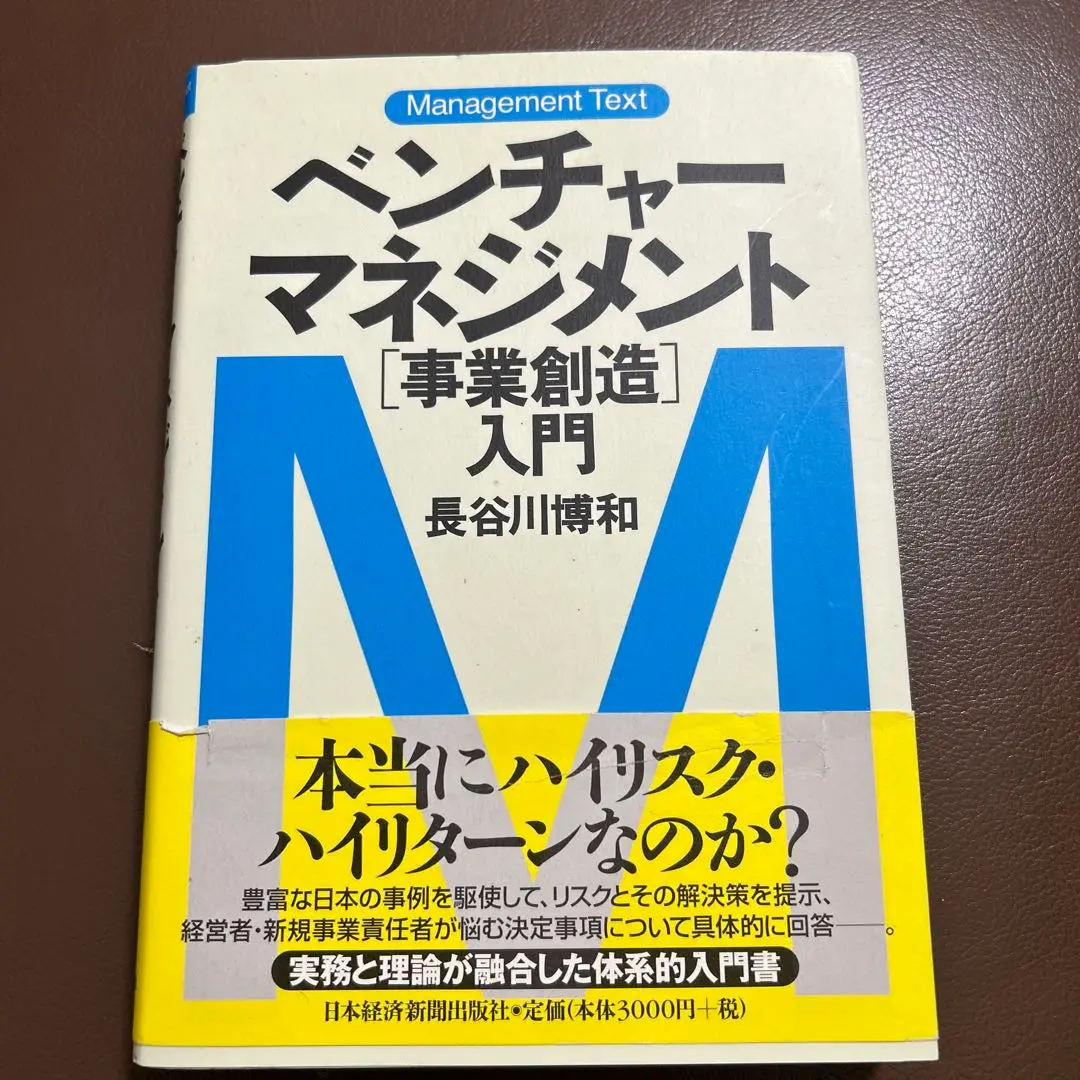 Management Text
ベンチャー
マネジメント
[事業創造]
入門
長谷川博和
本当にハイリスク・
ハイリターンなのか?
豊富な日本の事例を駆使して、リスクとその解決策を提示、
経営者・新規事業責任者が悩む決定事項について具体的に回答──。
実務と理論が融合した体系的入門書
日本経済新聞出版社◉定価(本体3000円+税)